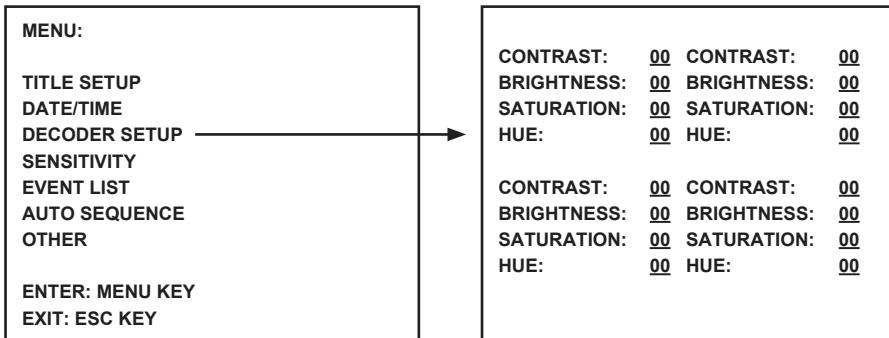 MENU:
TITLE SETUP
DATE/TIME
DECODER SETUP
SENSITIVITY
EVENT LIST
AUTO SEQUENCE
OTHER
ENTER: MENU KEY
EXIT: ESC KEY
CONTRAST: 00 CONTRAST: 00
BRIGHTNESS: 00 BRIGHTNESS: 00
SATURATION: 00 SATURATION: 00
HUE: 00 HUE: 00
CONTRAST: 00 CONTRAST: 00
BRIGHTNESS: 00 BRIGHTNESS: 00
SATURATION: 00 SATURATION: 00
HUE: 00 HUE: 00